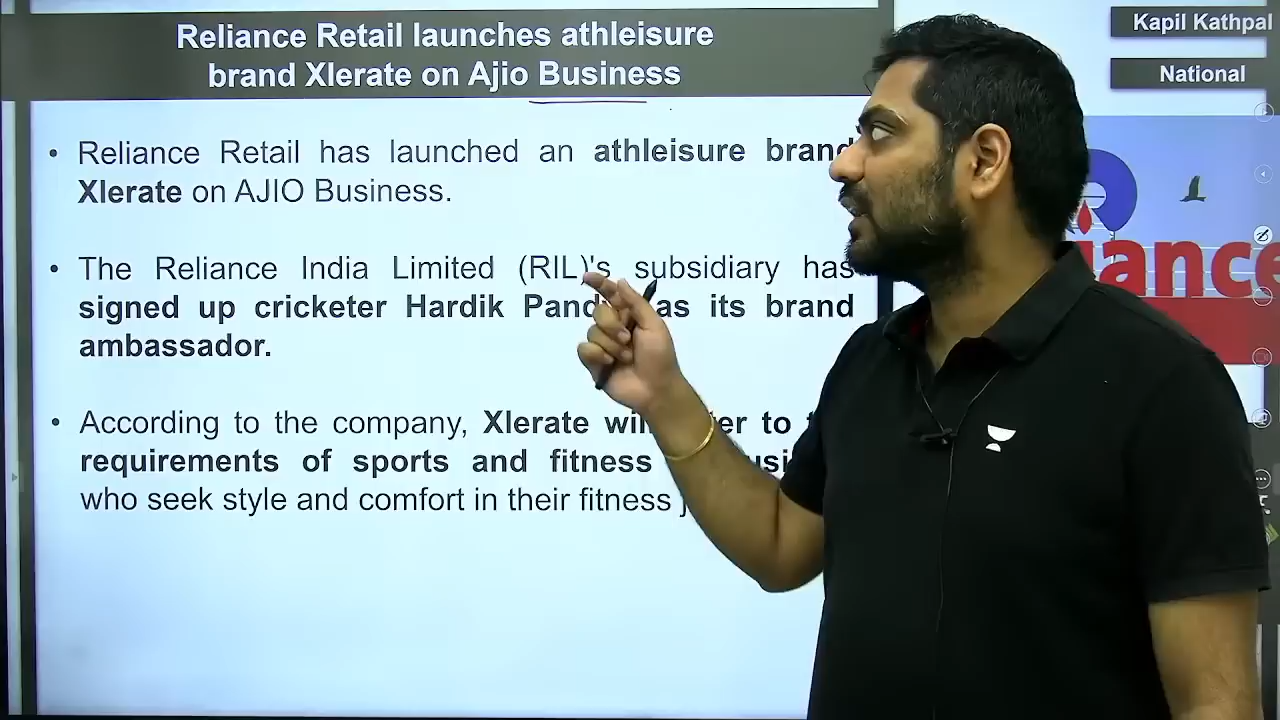 Reliance Retail launches athleisure
brand Xlerate on Ajio Business
Kapil Kathpal
National
• Reliance Retail has launched an athleisure brand
Xlerate on AJIO Business.
• The Reliance India Limited (RIL)'s subsidiary has
signed up cricketer Hardik as its brand
ambassador.
• According to the company, Xlerate to
requirements of sports and fitness
who seek style and comfort in their fitness